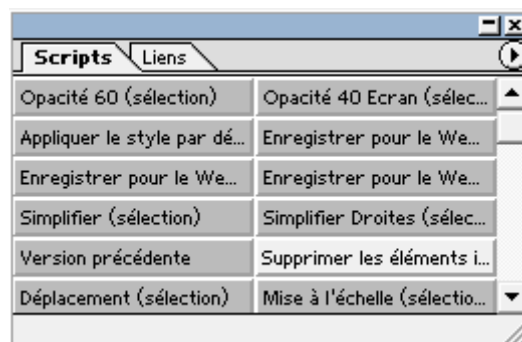 Scripts Liens
Opacité 60 (sélection) Opacité 40 Ecran (sélec...
Appliquer le style par dé... Enregistrer pour le We...
Enregistrer pour le We... Enregistrer pour le We...
Simplifier (sélection) Simplifier Droites (sélec...
Version précédente Supprimer les éléments i...
Déplacement (sélection) Mise à l'échelle (sélectio...